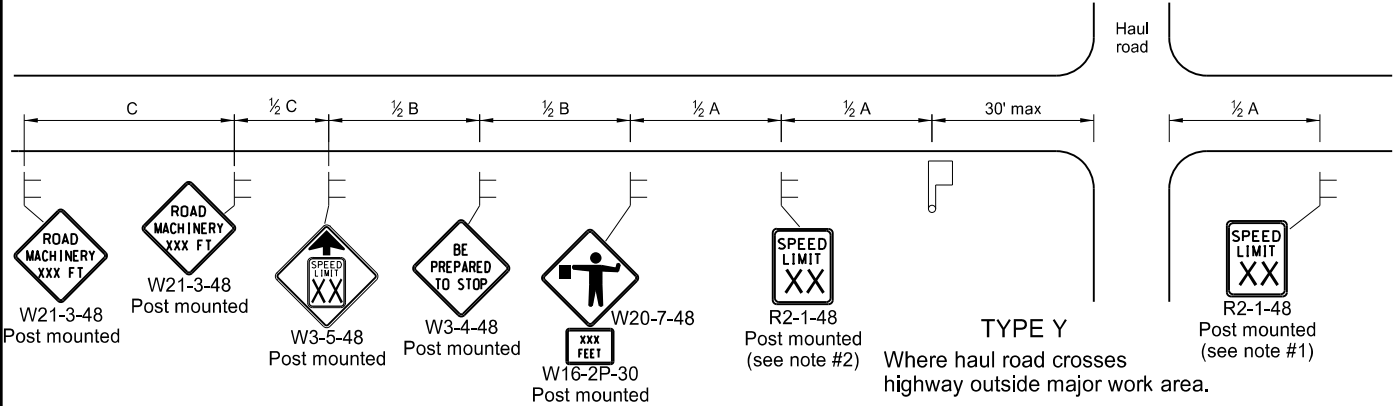 Haul
road
C
½ C
½ B
½ B
½ A
½ A
30' max
½ A
ROAD
MACHINERY
XXX FT
W21-3-48
Post mounted
ROAD
MACHINERY
XXX FT
W21-3-48
Post mounted
SPEED
LIMIT
XX
W3-5-48
Post mounted
BE
PREPARED
TO STOP
W3-4-48
Post mounted
W20-7-48
XXX
FEET
W16-2P-30
Post mounted
SPEED
LIMIT
XX
R2-1-48
Post mounted
(see note #2)
TYPE Y
Where haul road crosses
highway outside major work area.
SPEED
LIMIT
XX
R2-1-48
Post mounted
(see note #1)